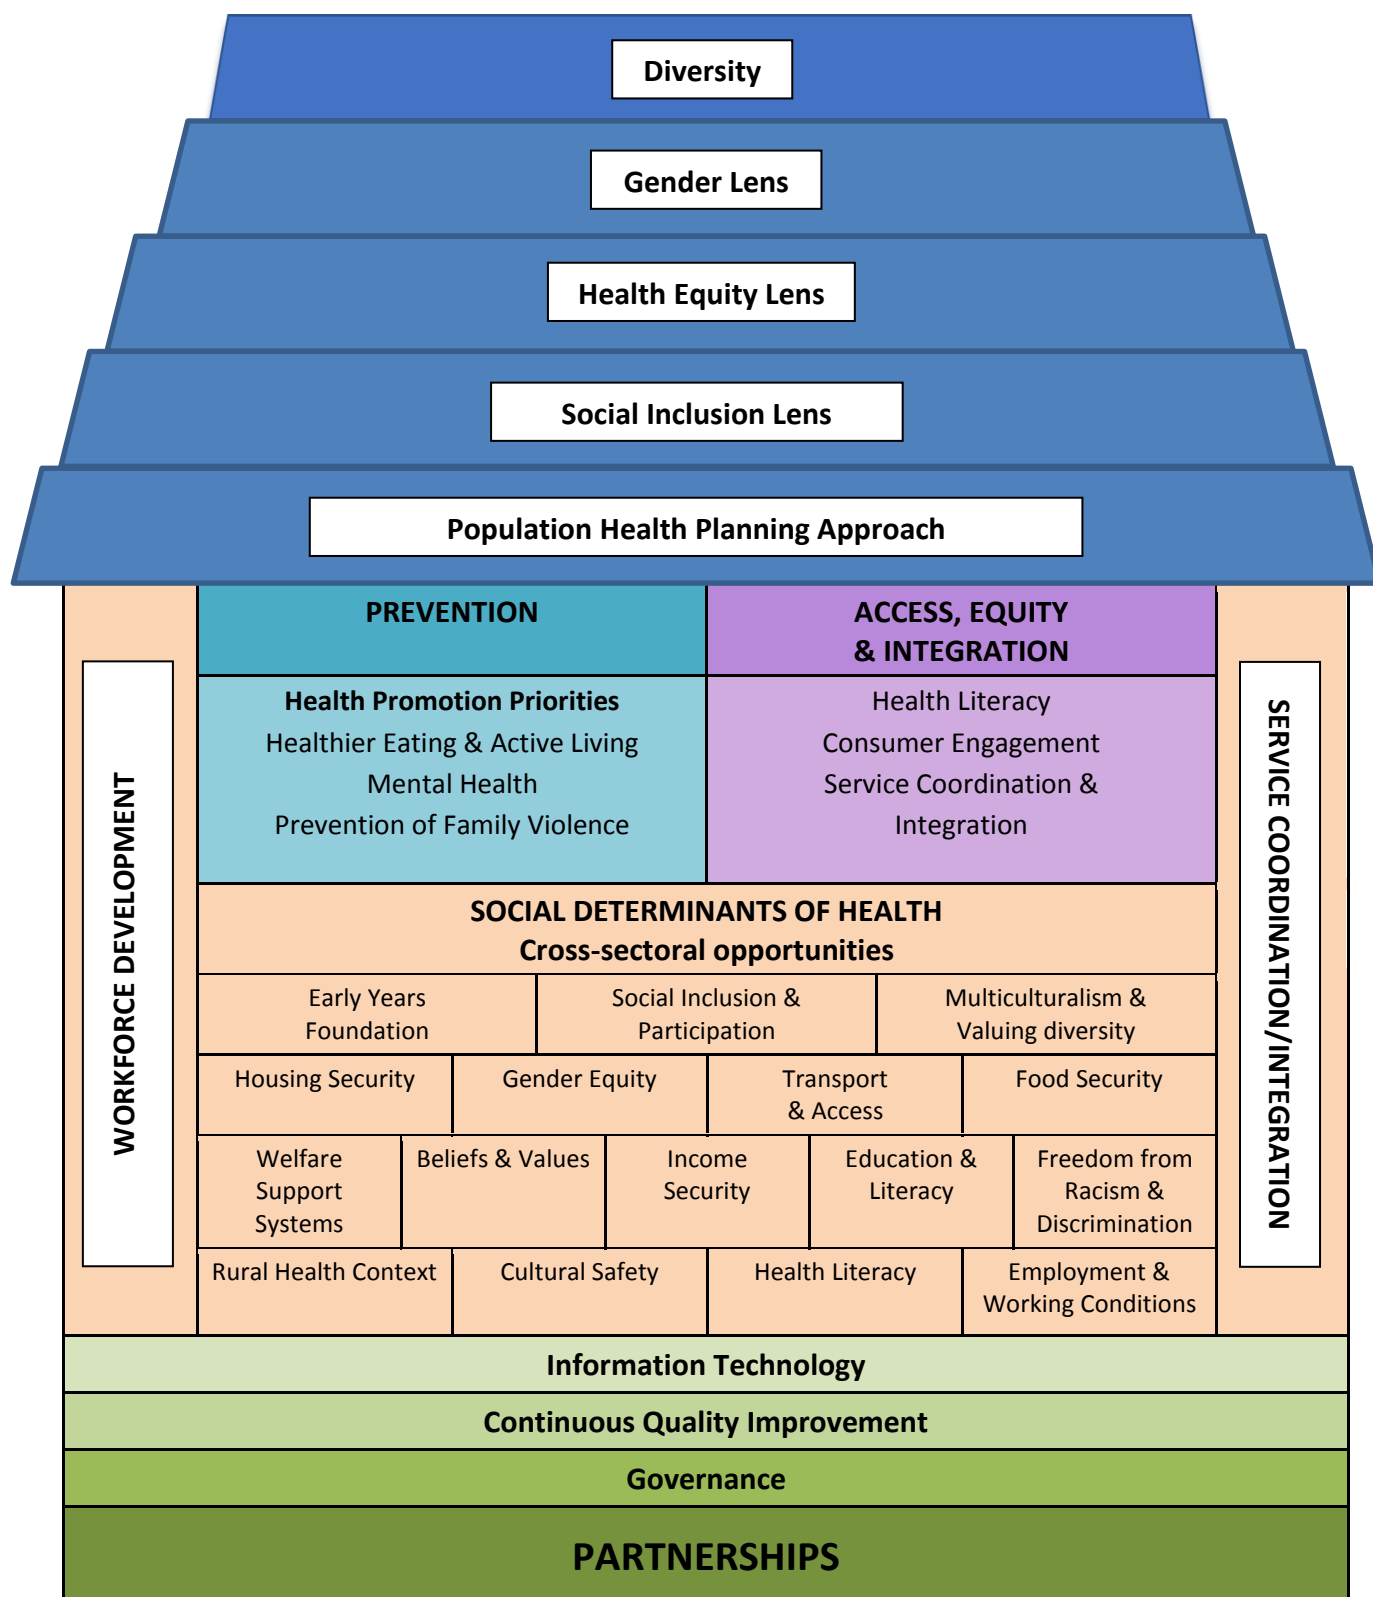 Diversity
Gender Lens
Health Equity Lens
Social Inclusion Lens
Population Health Planning Approach
WORKFORCE DEVELOPMENT
PREVENTION
Health Promotion Priorities
Healthier Eating & Active Living
Mental Health
Prevention of Family Violence
ACCESS, EQUITY
& INTEGRATION
Health Literacy
Consumer Engagement
Service Coordination &
Integration
SERVICE COORDINATION/INTEGRATION
SOCIAL DETERMINANTS OF HEALTH
Cross-sectoral opportunities
Early Years
Foundation
Social Inclusion &
Participation
Multiculturalism &
Valuing diversity
Housing Security
Gender Equity
Transport
& Access
Food Security
Welfare
Support
Systems
Beliefs & Values
Income
Security
Education &
Literacy
Freedom from
Racism &
Discrimination
Rural Health Context
Cultural Safety
Health Literacy
Employment &
Working Conditions
Information Technology
Continuous Quality Improvement
Governance
PARTNERSHIPS